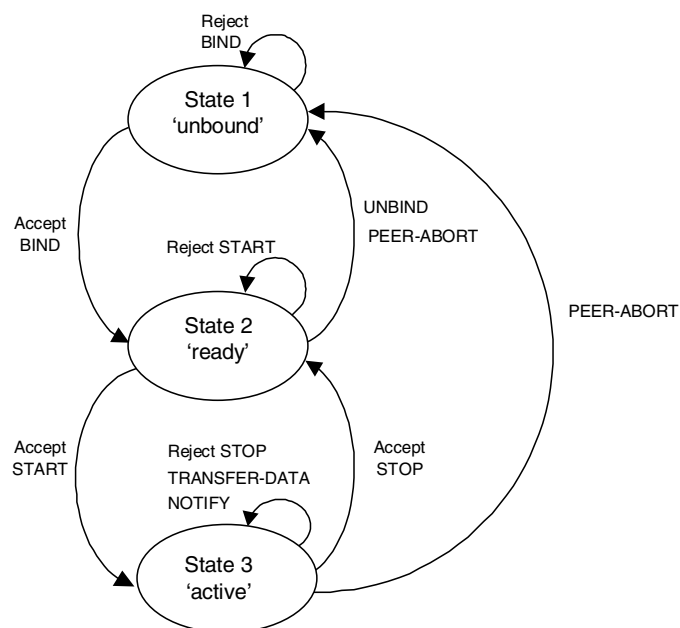 Reject
BIND
State 1
‘unbound’
UNBIND
PEER-ABORT
Accept
BIND
Reject START
PEER-ABORT
State 2
‘ready’
Accept
START
Reject STOP
TRANSFER-DATA
NOTIFY
Accept
STOP
State 3
‘active’